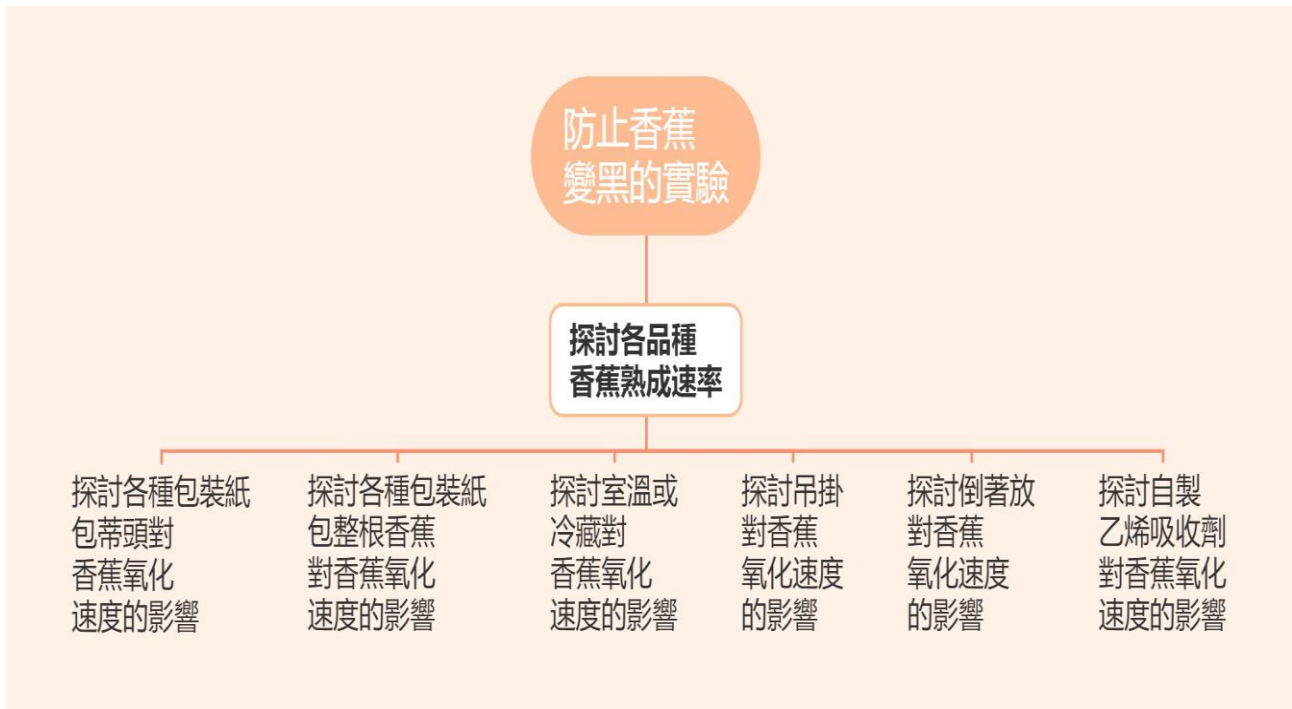 防止香蕉
變黑的實驗
探討各品種
香蕉熟成速率
探討各種包裝紙
包蒂頭對
香蕉氧化
速度的影響
探討各種包裝紙
包整根香蕉
對香蕉氧化
速度的影響
探討室溫或
冷藏對
香蕉氧化
速度的影響
探討吊掛
對香蕉
氧化速度
的影響
探討倒著放
對香蕉
氧化速度
的影響
探討自製
乙烯吸收劑
對香蕉氧化
速度的影響